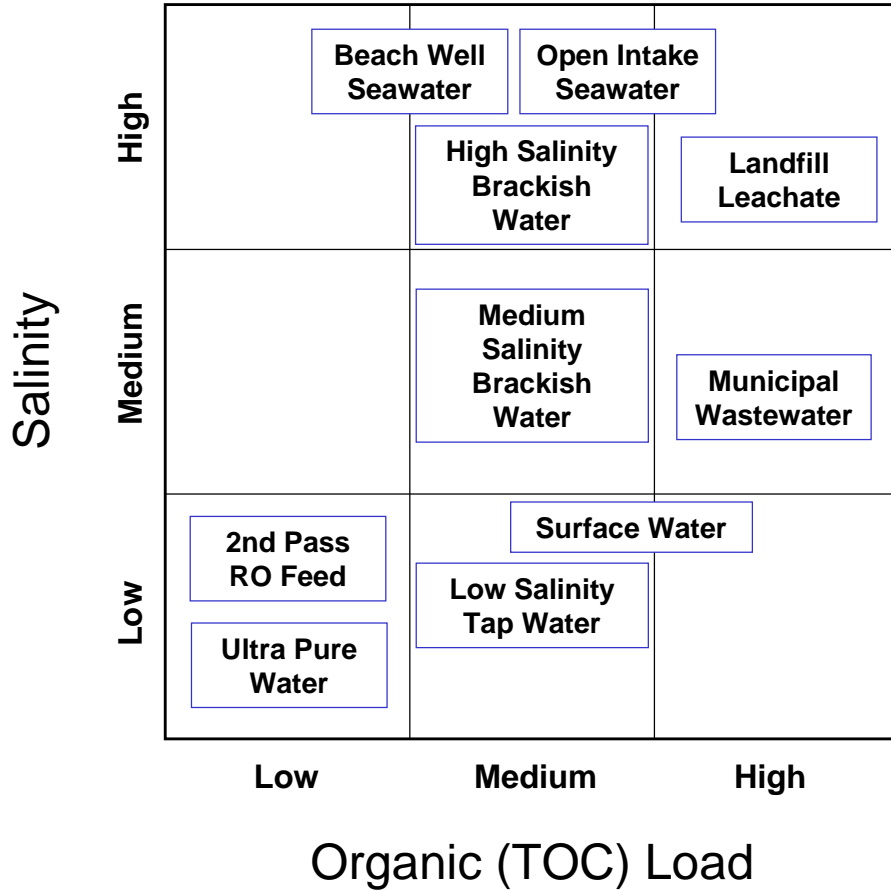 Beach Well
Seawater
Open Intake
Seawater
High Salinity
Brackish
Water
Landfill
Leachate
High
Medium
Salinity
Brackish
Water
Municipal
Wastewater
Medium
Salinity
2nd Pass
RO Feed
Surface Water
Low Salinity
Tap Water
Ultra Pure
Water
Low
Low
Medium
High
Organic (TOC) Load